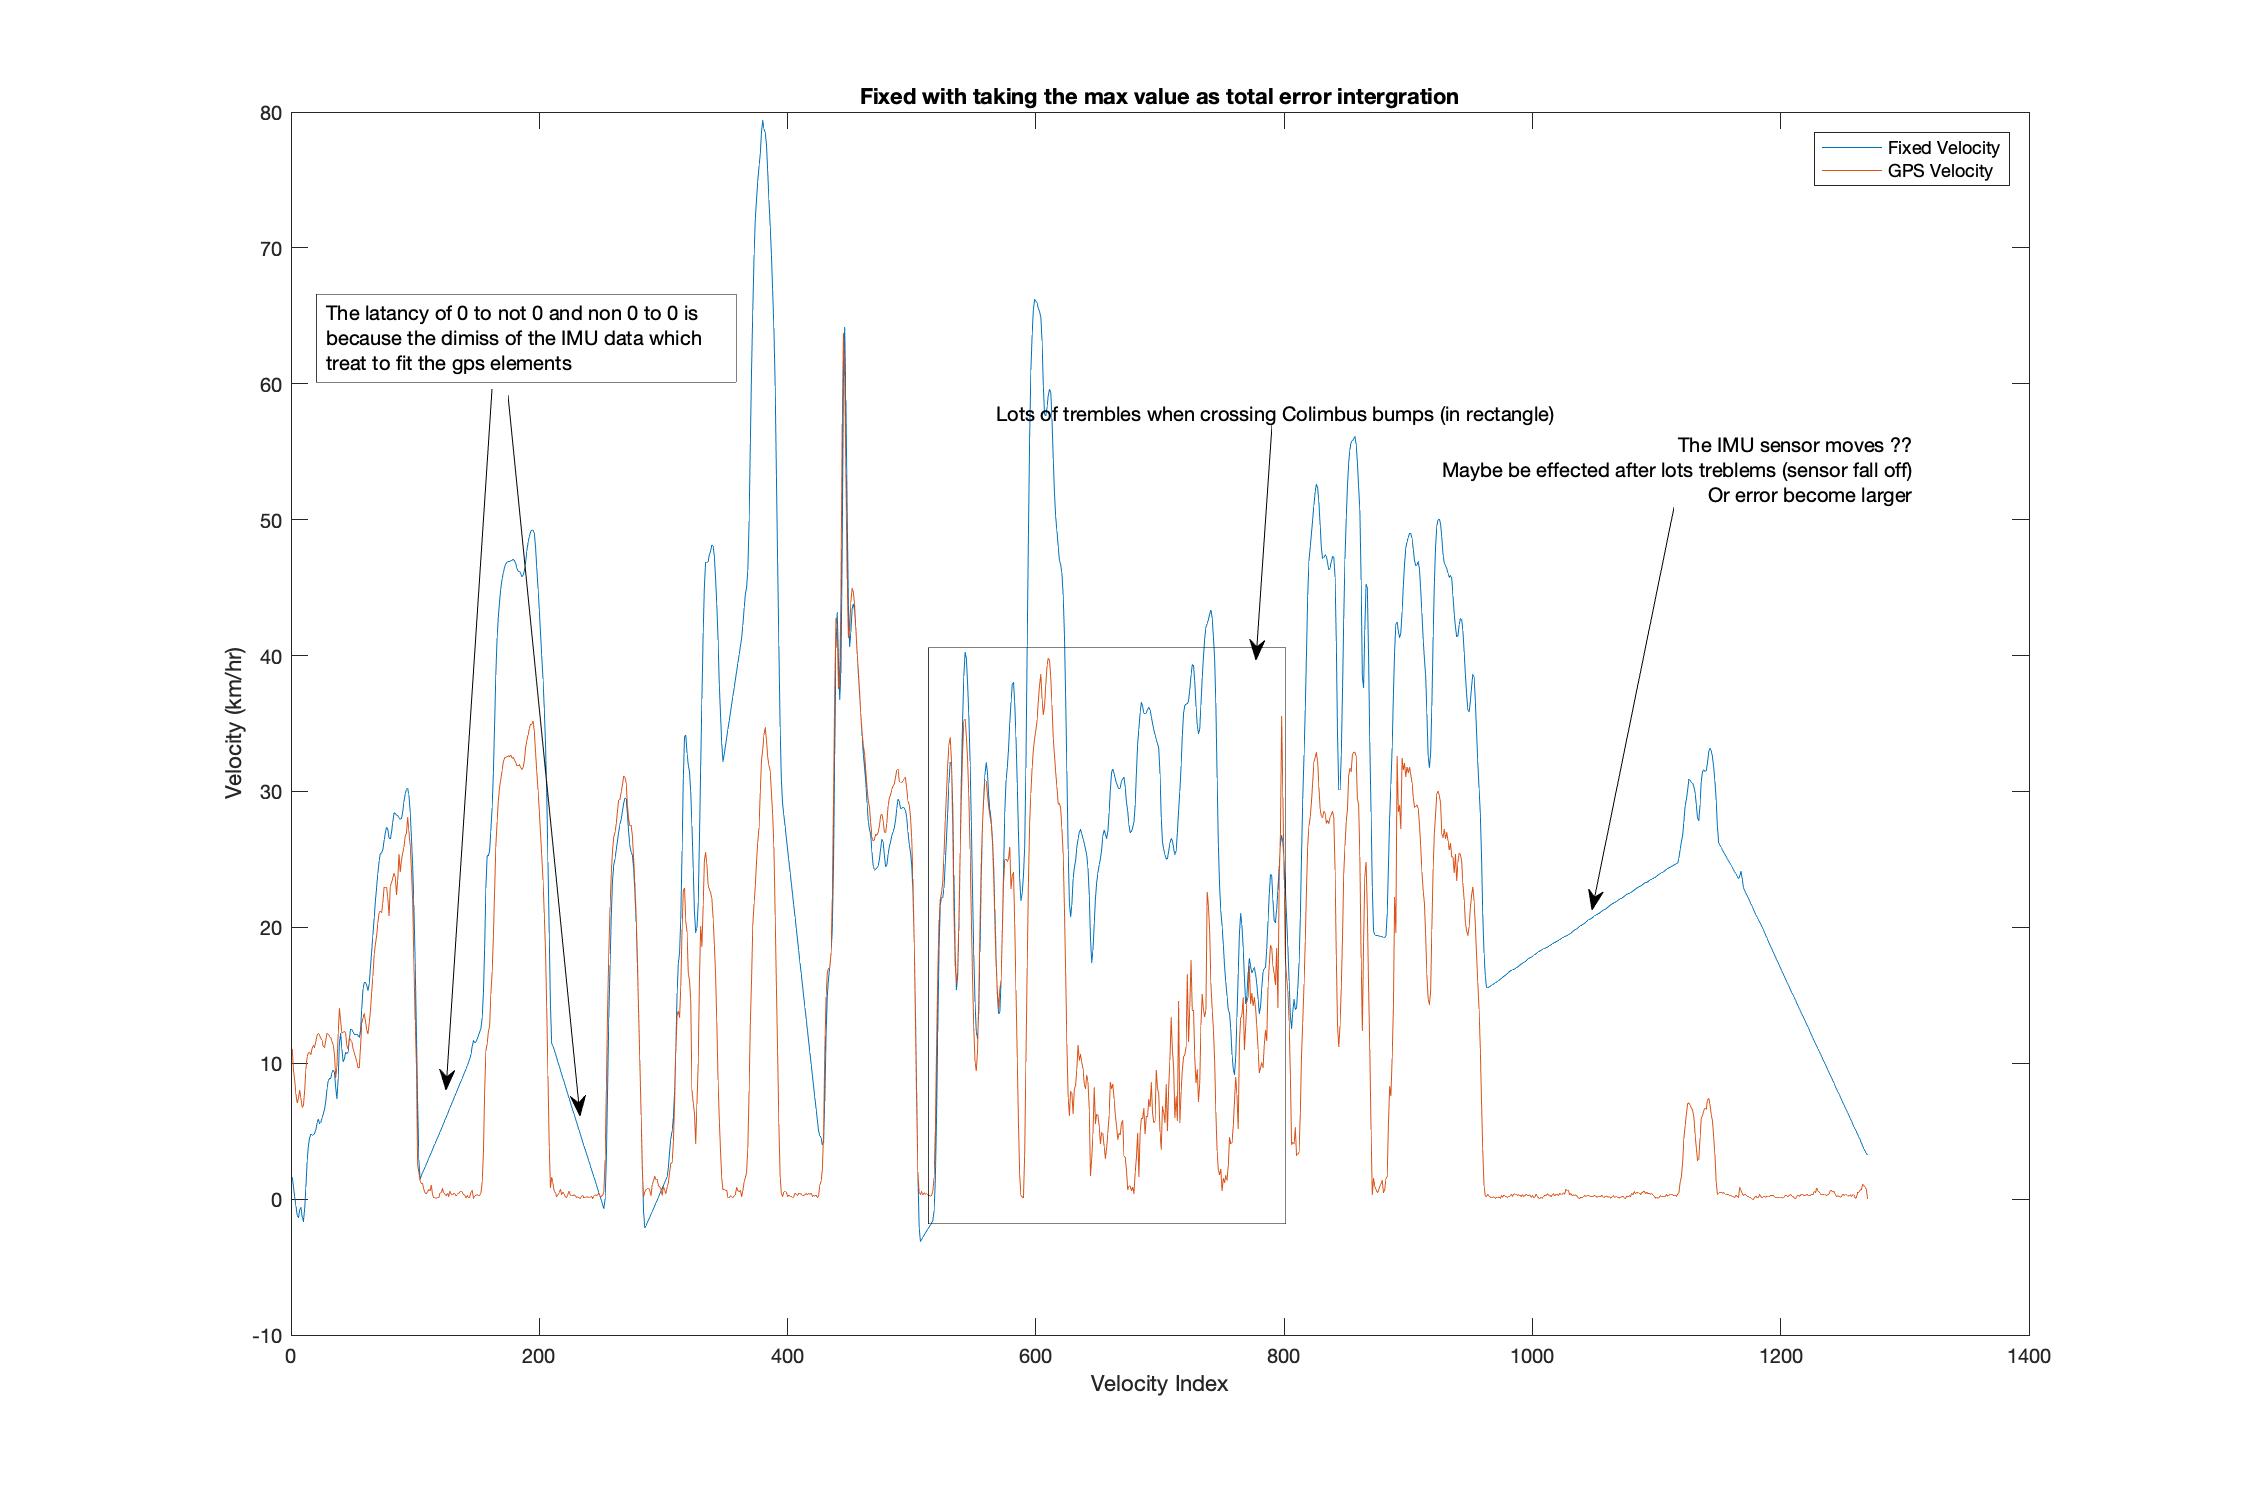 Fixed with taking the max value as total error intergration
80
70
60
50
40
30
20
10
0
-10
Velocity (km/hr)
0
200
400
600
800
1000
1200
1400
Velocity Index
Fixed Velocity
GPS Velocity
The latancy of 0 to not 0 and non 0 to 0 is
because the dimiss of the IMU data which
treat to fit the gps elements
Lots of trembles when crossing Colimbus bumps (in rectangle)
The IMU sensor moves ??
Maybe be effected after lots treblems (sensor fall off)
Or error become larger